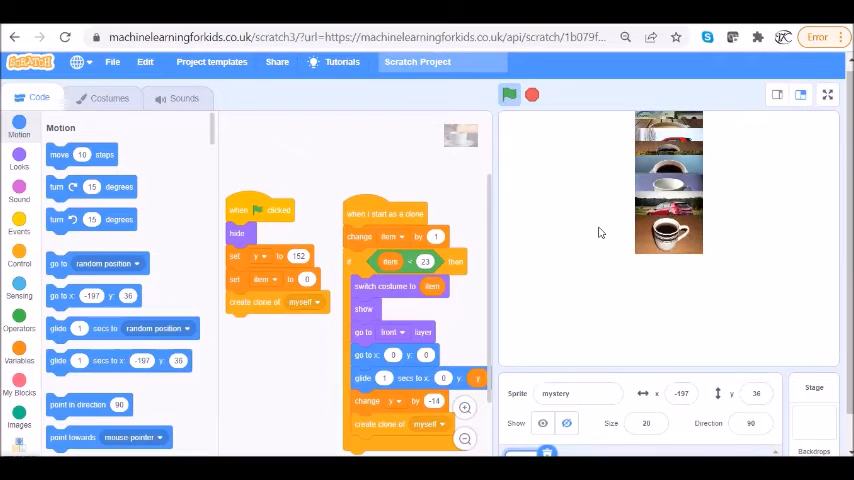 machinelearningforkids.co.uk/scratch3/?url=https://machinelearningforkids.co.uk/api/scratch/1b079f...
Error
SCRATCH
File Edit Project templates Share Tutorials Scratch Project
Code Costumes Sounds
Motion
Looks
Sound
Events
Control
Sensing
Operators
Variables
My Blocks
Images
Motion
move 10 steps
turn 15 degrees
turn 15 degrees
go to random position
go to x: -197 y: 36
glide 1 secs to random position
glide 1 secs to x: -197 y: 36
point in direction 90
point towards mouse-pointer
when clicked
hide
set y to 152
set item to 0
create clone of myself
when I start as a clone
change item by 1
if item < 23 then
switch costume to item
show
go to front layer
go to x: 0 y: 0
glide 1 secs to x: 0 y: y
change y by -14
create clone of myself
Sprite mystery x -197 y 36
Show Size 20 Direction 90
Stage
Backdrops